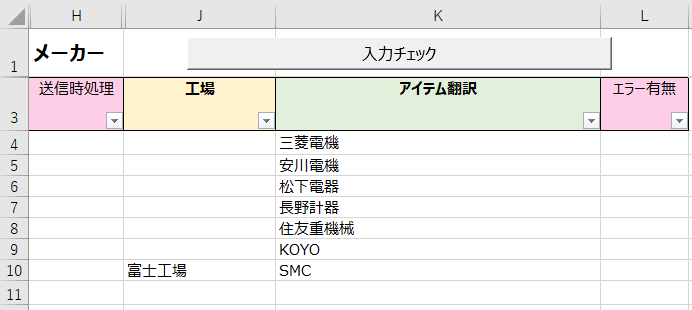 H J K L
1 メーカー 入力チェック
3 送信時処理 工場 アイテム翻訳 エラー有無
4 三菱電機
5 安川電機
6 松下電器
7 長野計器
8 住友重機械
9 KOYO
10 富士工場 SMC
11